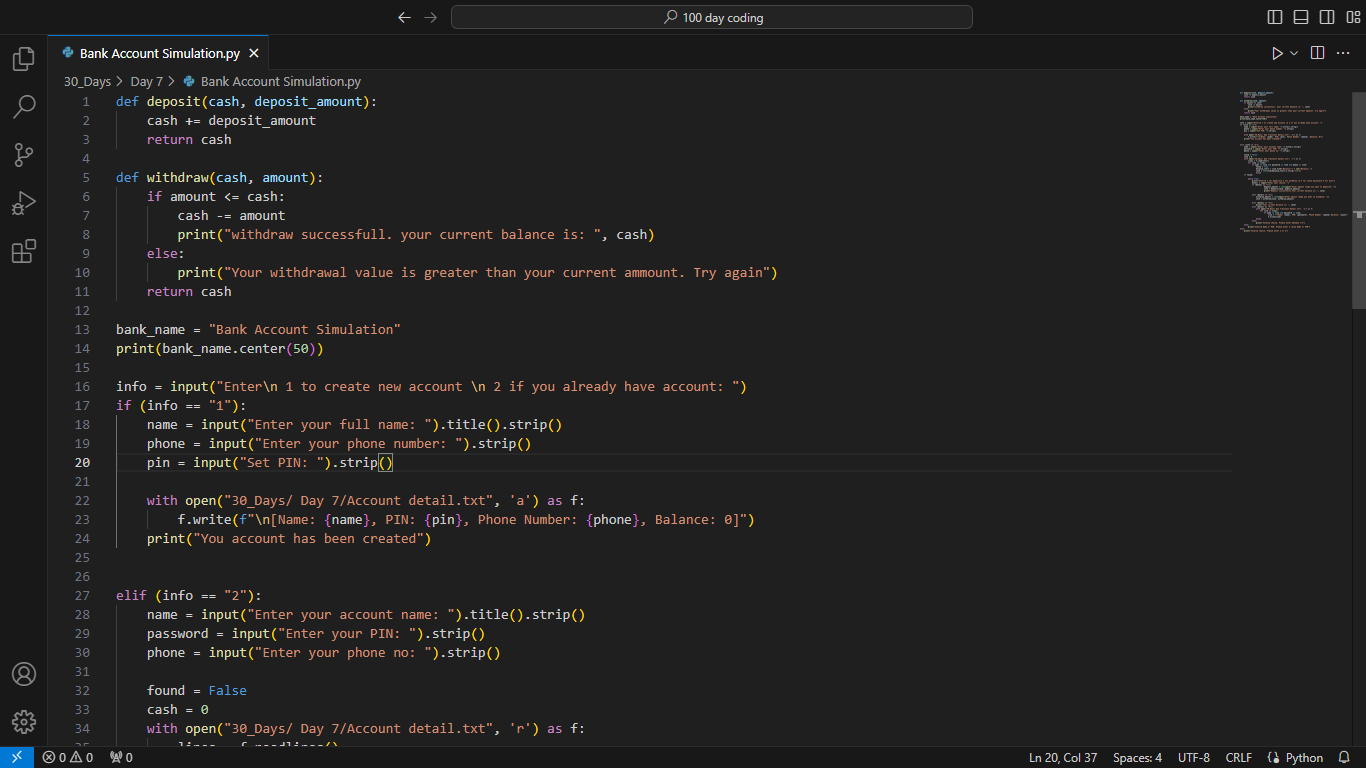 100 day coding
Bank Account Simulation.py
30_Days > Day 7 > Bank Account Simulation.py
1 def deposit(cash, deposit_amount):
2     cash += deposit_amount
3     return cash
4
5 def withdraw(cash, amount):
6     if amount <= cash:
7         cash -= amount
8         print("withdraw successfull. your current balance is: ", cash)
9     else:
10         print("Your withdrawal value is greater than your current ammount. Try again")
11     return cash
12
13 bank_name = "Bank Account Simulation"
14 print(bank_name.center(50))
15
16 info = input("Enter\n 1 to create new account \n 2 if you already have account: ")
17 if (info == "1"):
18     name = input("Enter your full name: ").title().strip()
19     phone = input("Enter your phone number: ").strip()
20     pin = input("Set PIN: ").strip()
21
22     with open("30_Days/ Day 7/Account detail.txt", 'a') as f:
23         f.write(f"\n[Name: {name}, PIN: {pin}, Phone Number: {phone}, Balance: 0]")
24     print("You account has been created")
25
26
27 elif (info == "2"):
28     name = input("Enter your account name: ").title().strip()
29     password = input("Enter your PIN: ").strip()
30     phone = input("Enter your phone no: ").strip()
31
32     found = False
33     cash = 0
34     with open("30_Days/ Day 7/Account detail.txt", 'r') as f:
35         lines = f.readlines()
0 0 0 Ln 20, Col 37 Spaces: 4 UTF-8 CRLF Python